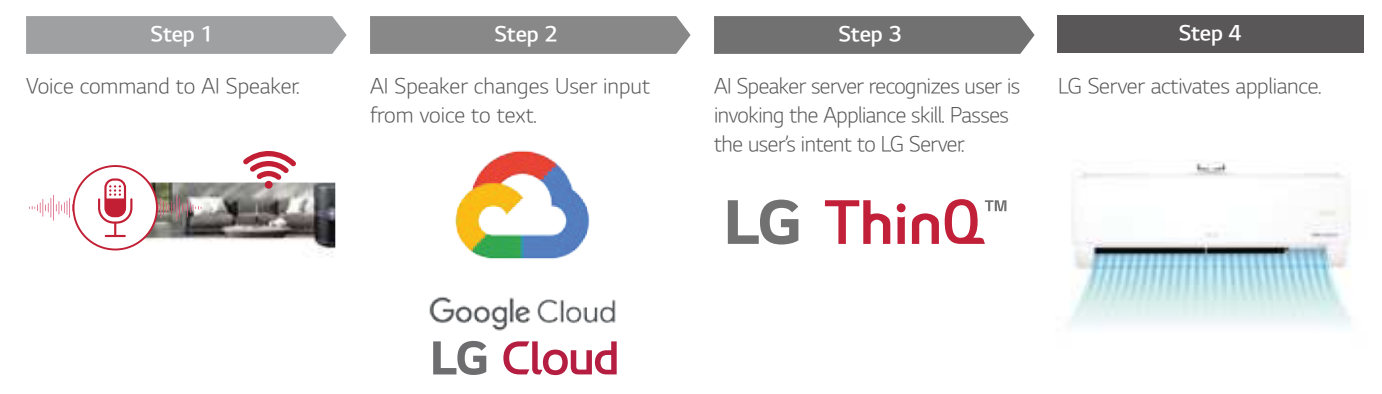 Step 1
Voice command to AI Speaker.
Step 2
AI Speaker changes User input
from voice to text.
Google Cloud
LG Cloud
Step 3
AI Speaker server recognizes user is
invoking the Appliance skill. Passes
the user's intent to LG Server.
LG ThinQ™
Step 4
LG Server activates appliance.